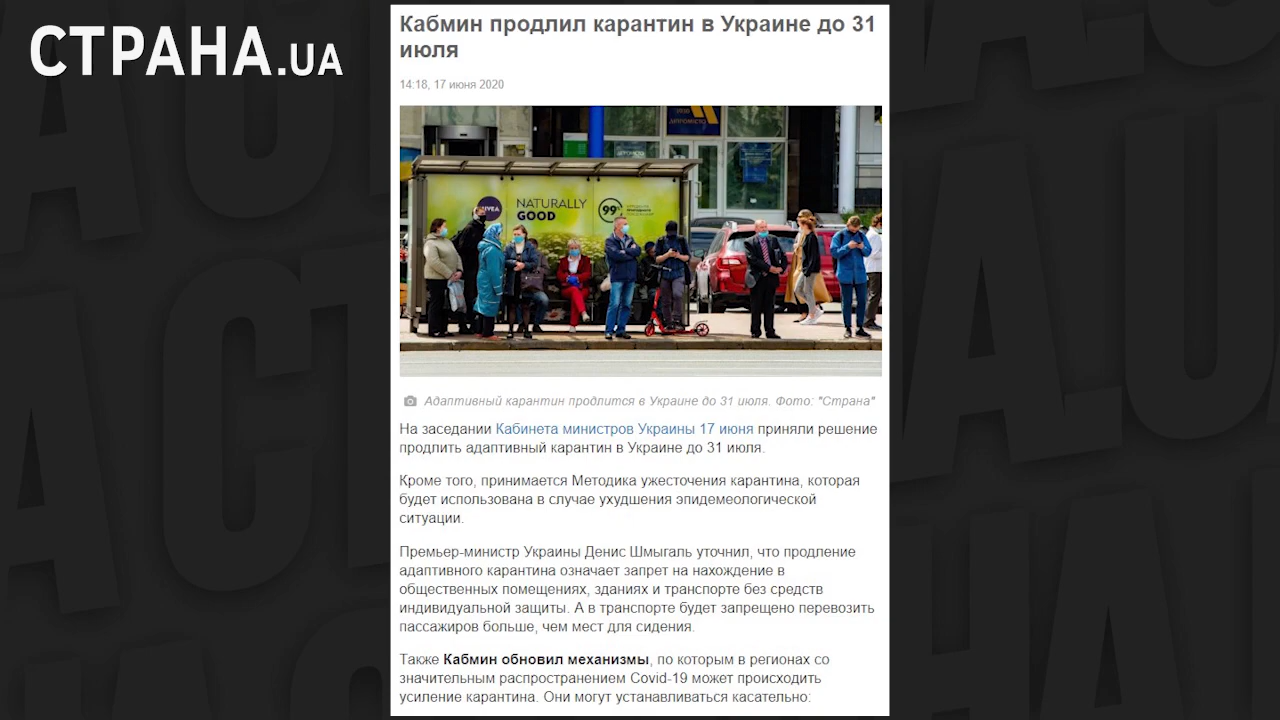 СТРАНА.UA
Кабмин продлил карантин в Украине до 31
июля
14:18, 17 июня 2020
NIVEA
NATURALLY
GOOD
99%
Адаптивный карантин продлится в Украине до 31 июля. Фото: "Страна"
На заседании Кабинета министров Украины 17 июня приняли решение
продлить адаптивный карантин в Украине до 31 июля.
Кроме того, принимается Методика ужесточения карантина, которая
будет использована в случае ухудшения эпидемеологической
ситуации.
Премьер-министр Украины Денис Шмыгаль уточнил, что продление
адаптивного карантина означает запрет на нахождение в
общественных помещениях, зданиях и транспорте без средств
индивидуальной защиты. А в транспорте будет запрещено перевозить
пассажиров больше, чем мест для сидения.
Также Кабмин обновил механизмы, по которым в регионах со
значительным распространением Covid-19 может происходить
усиление карантина. Они могут устанавливаться касательно: